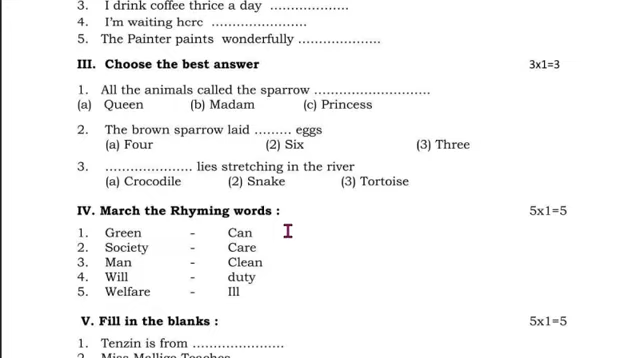 3. I drink coffee thrice a day ...................
4. I'm waiting hcrc .......................
5. The Painter paints wonderfully ....................
III. Choose the best answer 3x1=3
1. All the animals called the sparrow ............................
(a) Queen (b) Madam (c) Princess
2. The brown sparrow laid ......... eggs
(a) Four (2) Six (3) Three
3. ..................... lies stretching in the river
(a) Crocodile (2) Snake (3) Tortoise
IV. March the Rhyming words : 5x1=5
1. Green - Can
2. Society - Care
3. Man - Clean
4. Will - duty
5. Welfare - Ill
V. Fill in the blanks : 5x1=5
1. Tenzin is from ......................
2. Miss Mallige Teaches